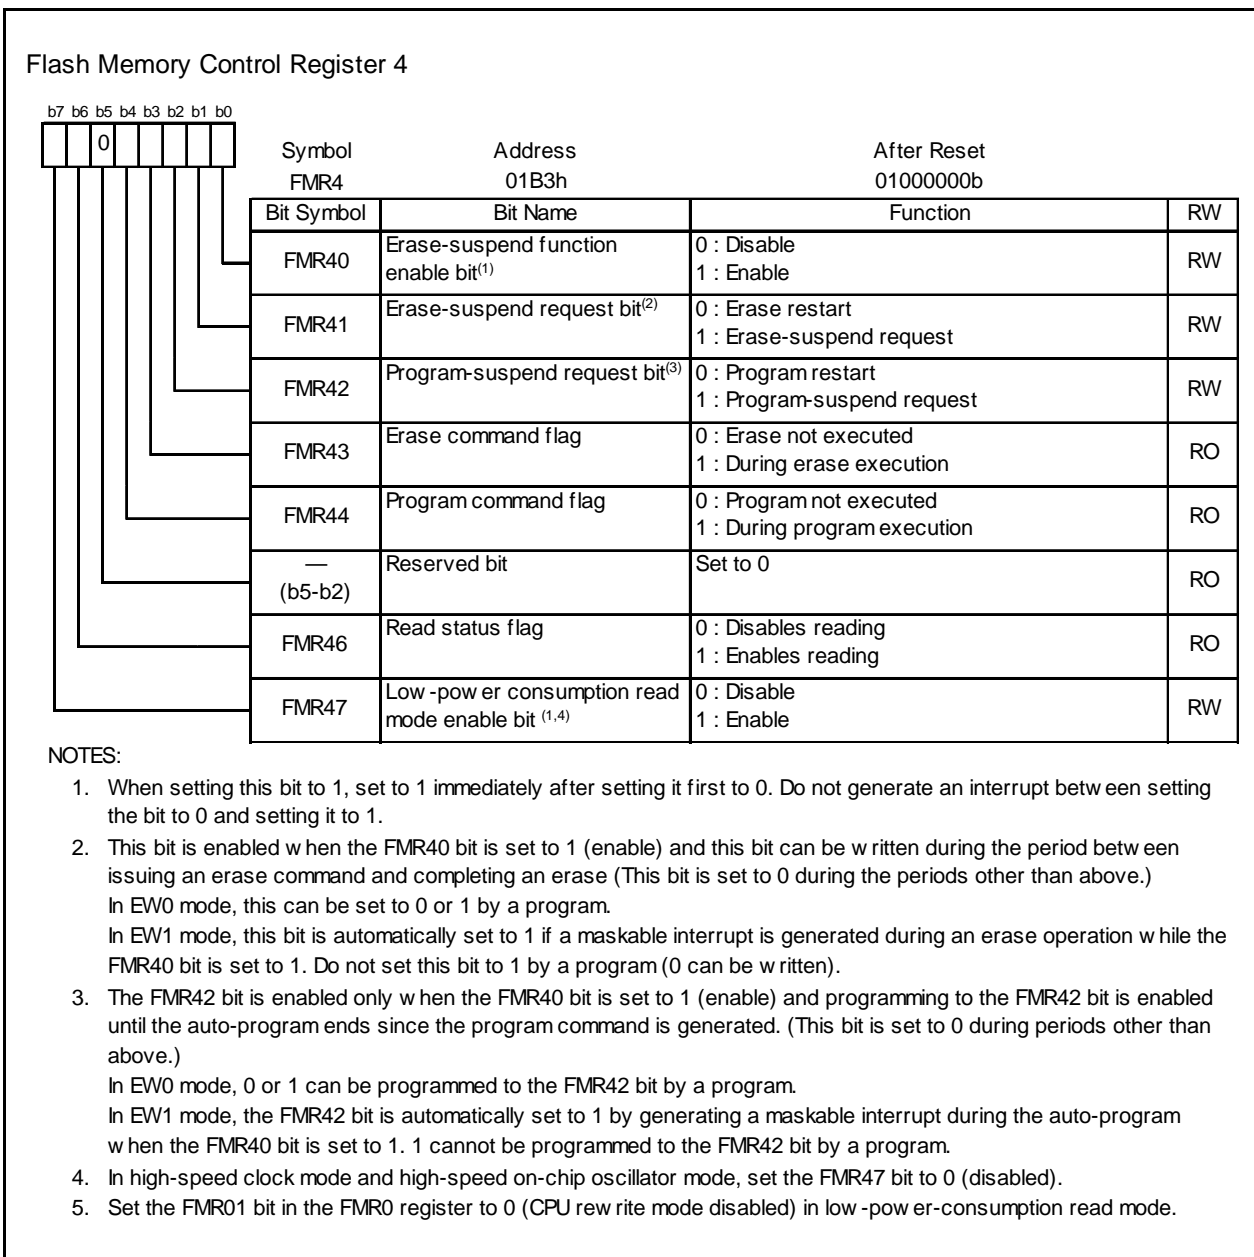 Flash Memory Control Register 4
b7 b6 b5 b4 b3 b2 b1 b0
0
Symbol Address After Reset
FMR4 01B3h 01000000b
Bit Symbol Bit Name Function RW
FMR40 Erase-suspend function enable bit(1) 0 : Disable RW
1 : Enable
FMR41 Erase-suspend request bit(2) 0 : Erase restart RW
1 : Erase-suspend request
FMR42 Program-suspend request bit(3) 0 : Program restart RW
1 : Program-suspend request
FMR43 Erase command flag 0 : Erase not executed RO
1 : During erase execution
FMR44 Program command flag 0 : Program not executed RO
1 : During program execution
—
(b5-b2) Reserved bit Set to 0 RO
FMR46 Read status flag 0 : Disables reading RO
1 : Enables reading
FMR47 Low-power consumption read mode enable bit (1,4) 0 : Disable RW
1 : Enable
NOTES:
1. When setting this bit to 1, set to 1 immediately after setting it first to 0. Do not generate an interrupt between setting
the bit to 0 and setting it to 1.
2. This bit is enabled when the FMR40 bit is set to 1 (enable) and this bit can be written during the period between
issuing an erase command and completing an erase (This bit is set to 0 during the periods other than above.)
In EW0 mode, this can be set to 0 or 1 by a program.
In EW1 mode, this bit is automatically set to 1 if a maskable interrupt is generated during an erase operation while the
FMR40 bit is set to 1. Do not set this bit to 1 by a program (0 can be written).
3. The FMR42 bit is enabled only when the FMR40 bit is set to 1 (enable) and programming to the FMR42 bit is enabled
until the auto-program ends since the program command is generated. (This bit is set to 0 during periods other than
above.)
In EW0 mode, 0 or 1 can be programmed to the FMR42 bit by a program.
In EW1 mode, the FMR42 bit is automatically set to 1 by generating a maskable interrupt during the auto-program
when the FMR40 bit is set to 1. 1 cannot be programmed to the FMR42 bit by a program.
4. In high-speed clock mode and high-speed on-chip oscillator mode, set the FMR47 bit to 0 (disabled).
5. Set the FMR01 bit in the FMR0 register to 0 (CPU rewrite mode disabled) in low-power-consumption read mode.